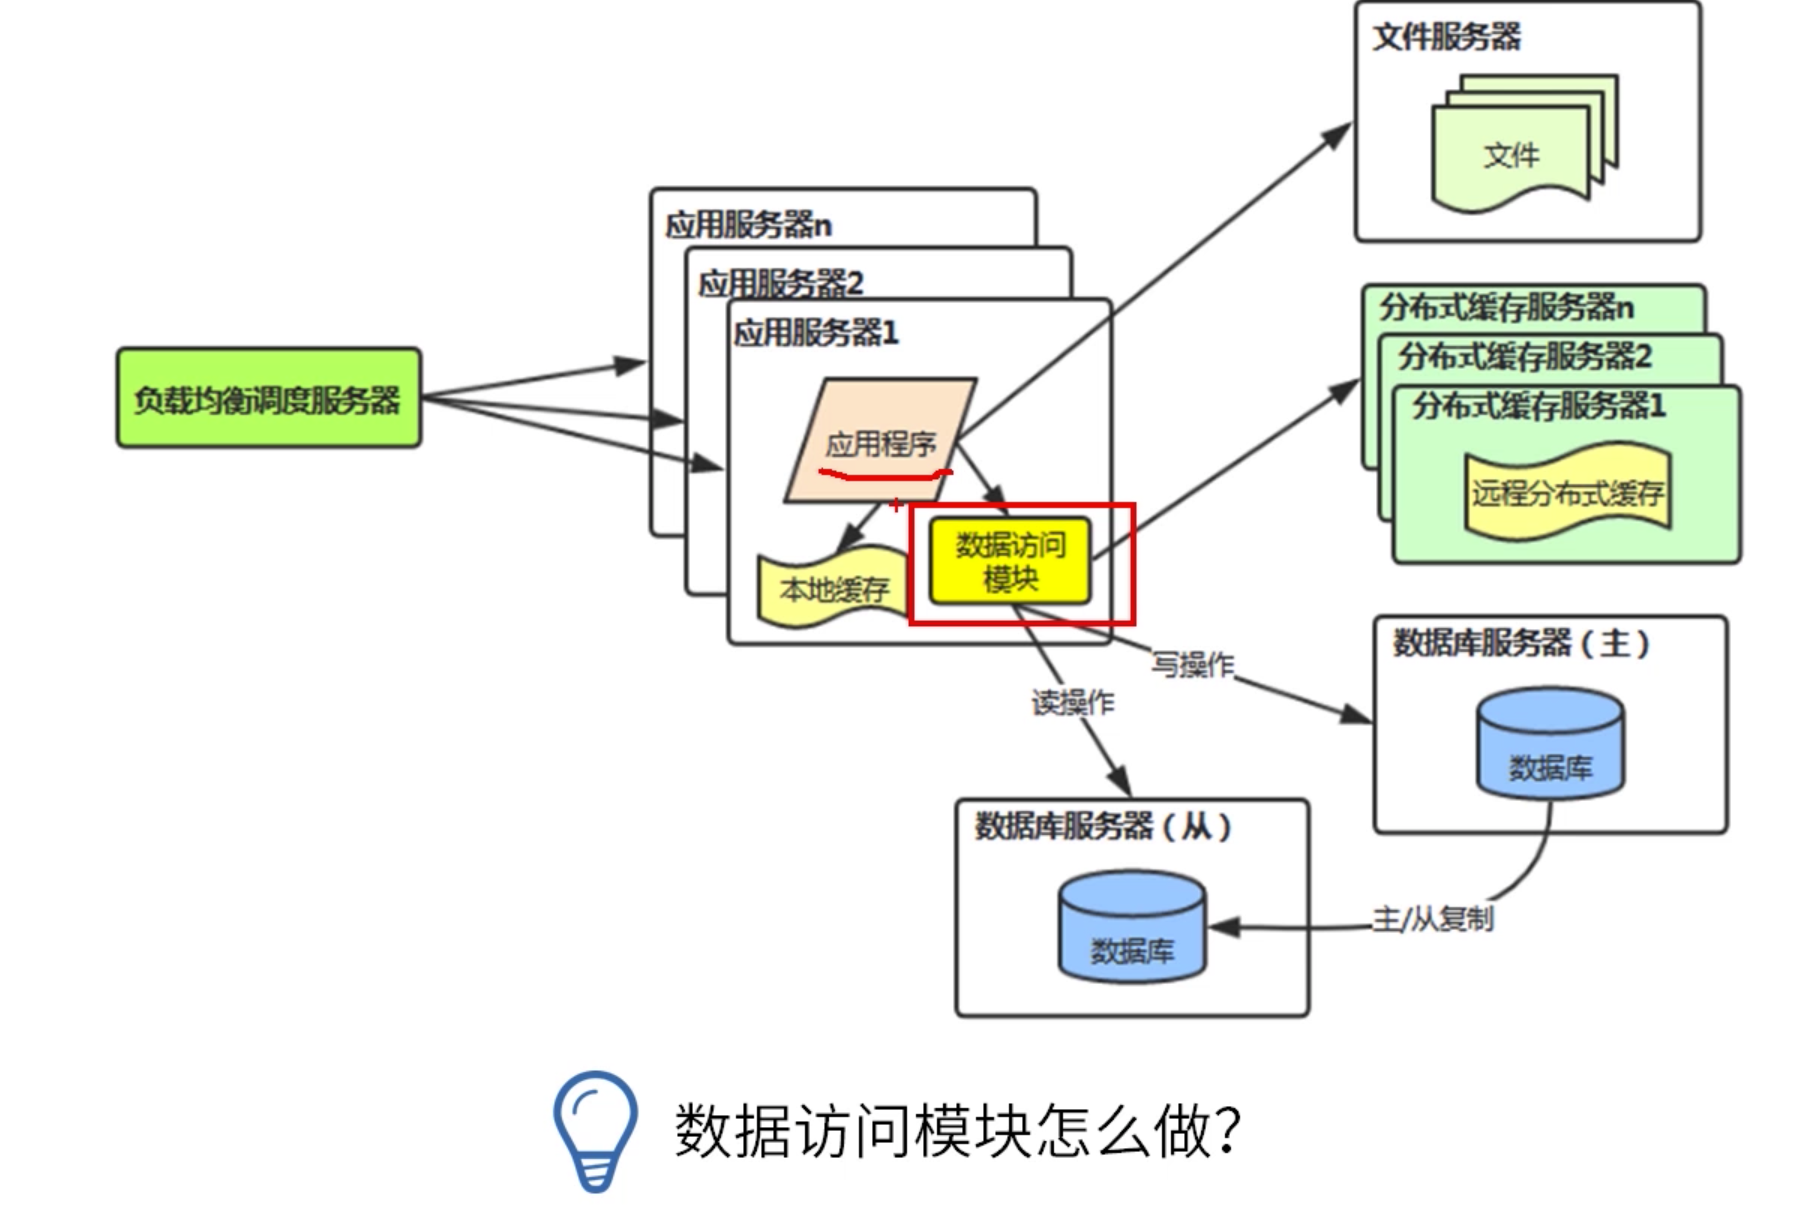 文件服务器
文件
应用服务器n
应用服务器2
应用服务器1
分布式缓存服务器n
分布式缓存服务器2
分布式缓存服务器1
远程分布式缓存
负载均衡调度服务器
应用程序
数据访问
模块
本地缓存
写操作
读操作
数据库服务器（主）
数据库
数据库服务器（从）
数据库
主/从复制
数据访问模块怎么做？